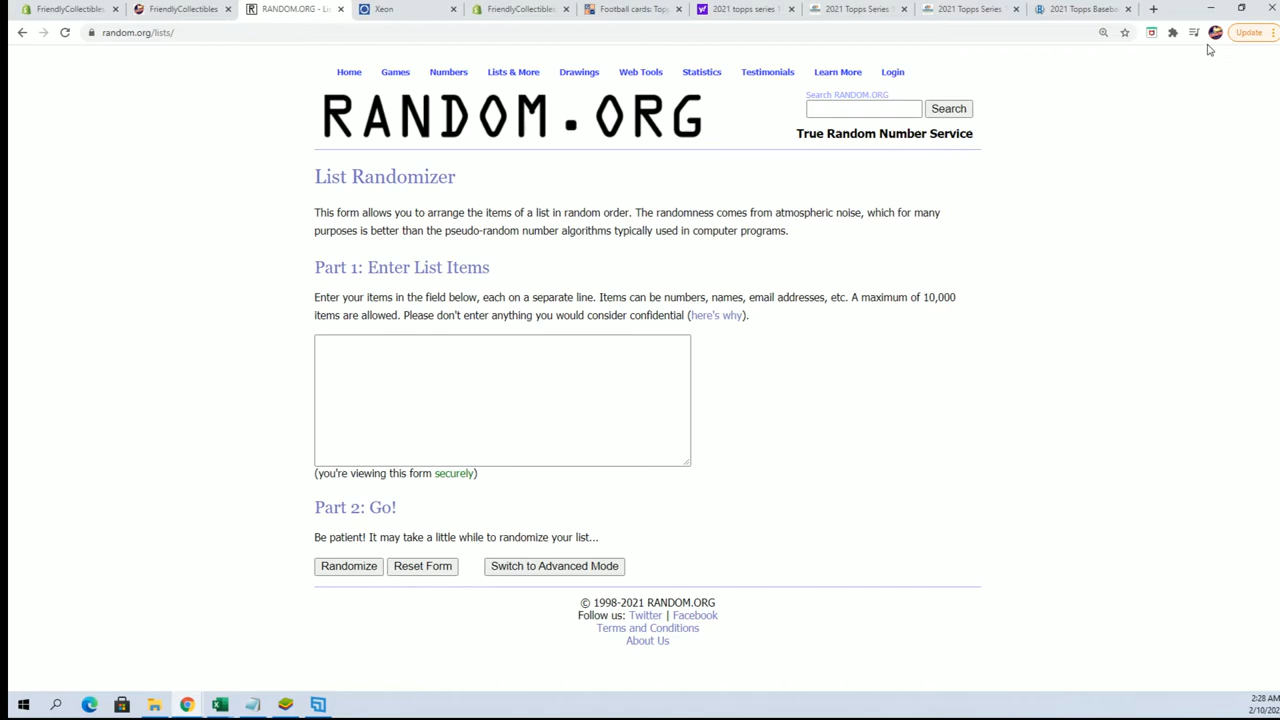 FriendlyCollectibles
FriendlyCollectibles
RANDOM.ORG - Li
Xeon
FriendlyCollectibles
Football cards: Topp
2021 topps series 1
2021 Topps Series
2021 Topps Series
2021 Topps Baseba
random.org/lists/
Update
Home Games Numbers Lists & More Drawings Web Tools Statistics Testimonials Learn More Login
RANDOM.ORG
Search RANDOM.ORG
Search
True Random Number Service
List Randomizer
This form allows you to arrange the items of a list in random order. The randomness comes from atmospheric noise, which for many
purposes is better than the pseudo-random number algorithms typically used in computer programs.
Part 1: Enter List Items
Enter your items in the field below, each on a separate line. Items can be numbers, names, email addresses, etc. A maximum of 10,000
items are allowed. Please don't enter anything you would consider confidential (here's why).
(you're viewing this form securely)
Part 2: Go!
Be patient! It may take a little while to randomize your list...
Randomize Reset Form Switch to Advanced Mode
© 1998-2021 RANDOM.ORG
Follow us: Twitter | Facebook
Terms and Conditions
About Us
2:28 AM
2/10/202